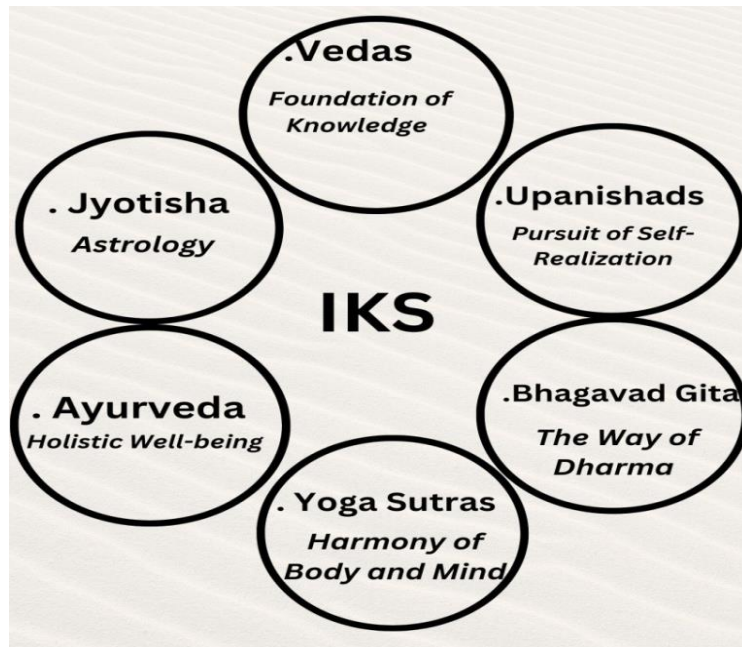 .Vedas
Foundation of
Knowledge
.Upanishads
Pursuit of Self-
Realization
.Bhagavad Gita
The Way of
Dharma
. Yoga Sutras
Harmony of
Body and Mind
. Ayurveda
Holistic Well-being
. Jyotisha
Astrology
IKS